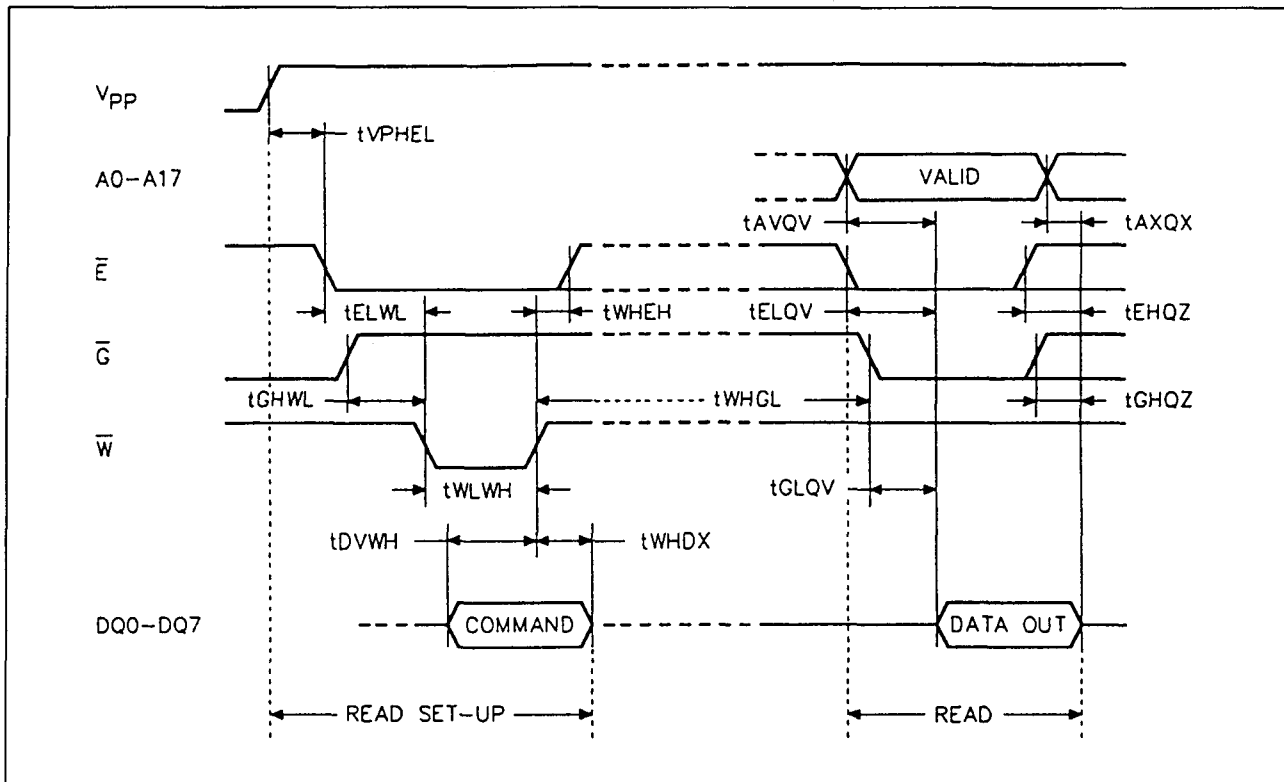 VPP
tVPHEL
A0-A17
VALID
tAVQV
tAXQX
E
tELWL
tWHEH
tELQV
tEHQZ
G
tGHWL
tWHGL
tGHQZ
W
tWLWH
tGLQV
tDVWH
tWHDX
DQ0-DQ7
COMMAND
DATA OUT
READ SET-UP
READ